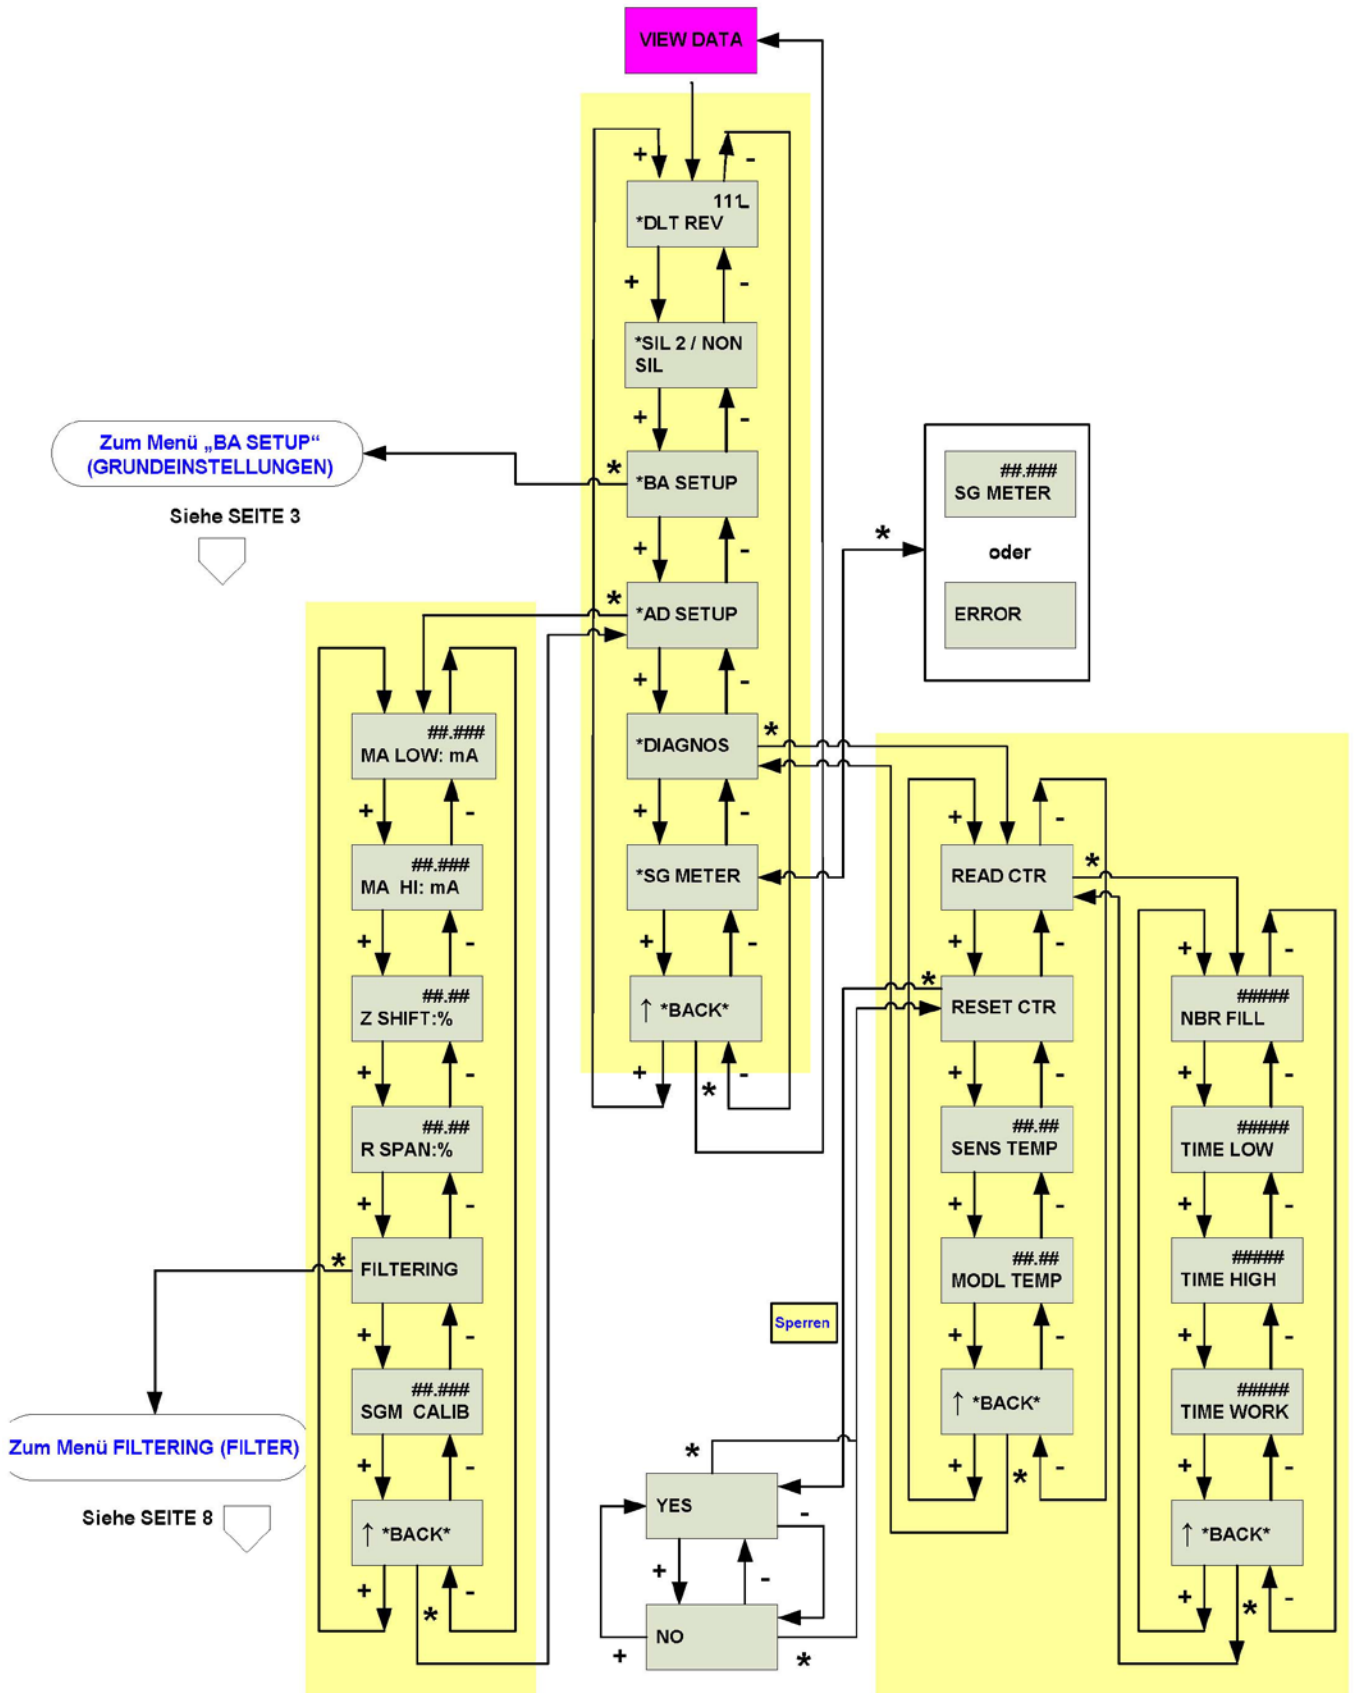 VIEW DATA
+
-
111_
*DLT REV
+
-
*SIL 2 / NON
SIL
+
-
Zum Menü „BA SETUP“
(GRUNDEINSTELLUNGEN)
Siehe SEITE 3
*
*BA SETUP
+
-
*
*AD SETUP
+
-
*DIAGNOS
*
+
-
*SG METER
+
-
↑ *BACK*
+
*
-
*
##.###
SG METER
oder
ERROR
##.###
MA LOW: mA
+
-
##.###
MA HI: mA
+
-
##.##
Z SHIFT:%
+
-
##.##
R SPAN:%
+
-
*
FILTERING
+
-
Zum Menü FILTERING (FILTER)
Siehe SEITE 8
##.###
SGM CALIB
+
-
↑ *BACK*
+
*
-
+
-
READ CTR
*
+
-
*
RESET CTR
+
-
##.##
SENS TEMP
+
-
##.##
MODL TEMP
+
-
↑ *BACK*
+
*
-
+
-
#####
NBR FILL
+
-
#####
TIME LOW
+
-
#####
TIME HIGH
+
-
#####
TIME WORK
+
-
↑ *BACK*
+
*
-
Sperren
*
YES
-
+
-
NO
+
*